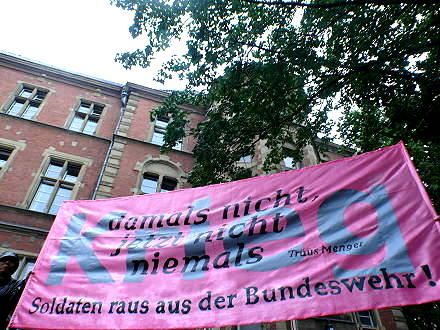 Krieg
damals nicht,
jetzt nicht
niemals
Truus Menger
Soldaten raus aus der Bundeswehr!